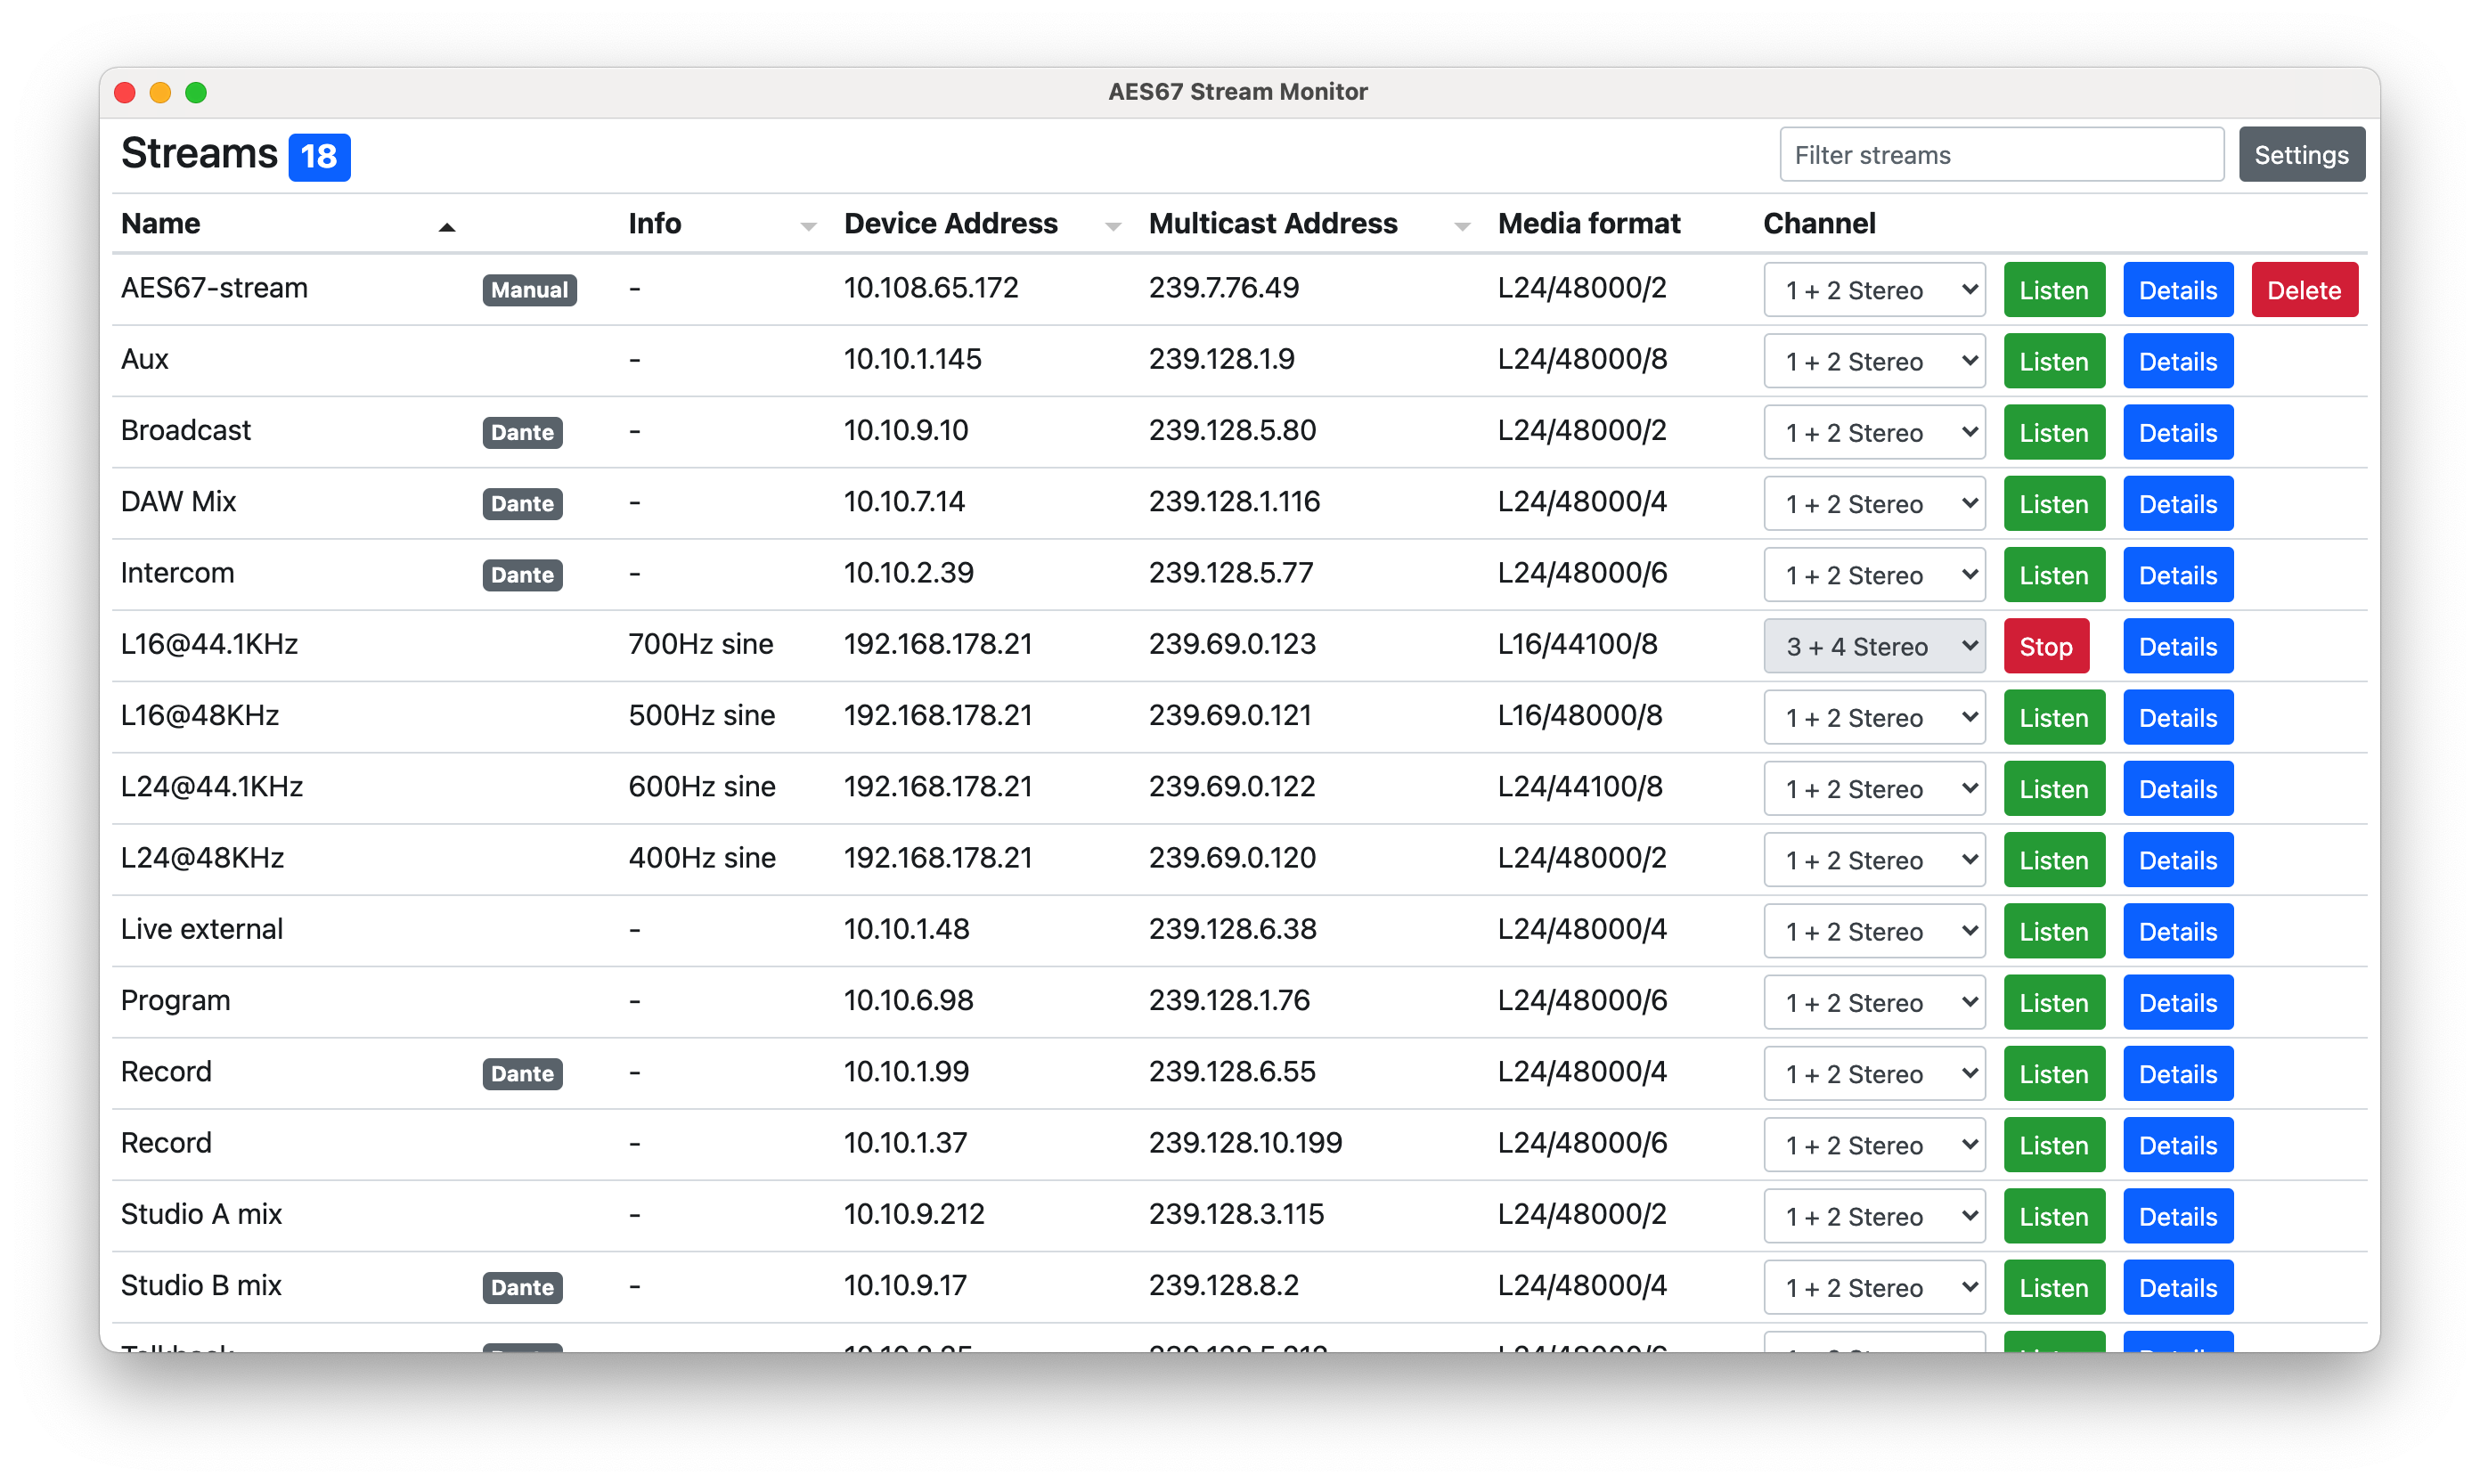 AES67 Stream Monitor
Streams 18 Filter streams Settings
Name Info Device Address Multicast Address Media format Channel
AES67-stream Manual - 10.108.65.172 239.7.76.49 L24/48000/2 1 + 2 Stereo Listen Details Delete
Aux - 10.10.1.145 239.128.1.9 L24/48000/8 1 + 2 Stereo Listen Details
Broadcast Dante - 10.10.9.10 239.128.5.80 L24/48000/2 1 + 2 Stereo Listen Details
DAW Mix Dante - 10.10.7.14 239.128.1.116 L24/48000/4 1 + 2 Stereo Listen Details
Intercom Dante - 10.10.2.39 239.128.5.77 L24/48000/6 1 + 2 Stereo Listen Details
L16@44.1KHz 700Hz sine 192.168.178.21 239.69.0.123 L16/44100/8 3 + 4 Stereo Stop Details
L16@48KHz 500Hz sine 192.168.178.21 239.69.0.121 L16/48000/8 1 + 2 Stereo Listen Details
L24@44.1KHz 600Hz sine 192.168.178.21 239.69.0.122 L24/44100/8 1 + 2 Stereo Listen Details
L24@48KHz 400Hz sine 192.168.178.21 239.69.0.120 L24/48000/2 1 + 2 Stereo Listen Details
Live external - 10.10.1.48 239.128.6.38 L24/48000/4 1 + 2 Stereo Listen Details
Program - 10.10.6.98 239.128.1.76 L24/48000/6 1 + 2 Stereo Listen Details
Record Dante - 10.10.1.99 239.128.6.55 L24/48000/4 1 + 2 Stereo Listen Details
Record - 10.10.1.37 239.128.10.199 L24/48000/6 1 + 2 Stereo Listen Details
Studio A mix - 10.10.9.212 239.128.3.115 L24/48000/2 1 + 2 Stereo Listen Details
Studio B mix Dante - 10.10.9.17 239.128.8.2 L24/48000/4 1 + 2 Stereo Listen Details